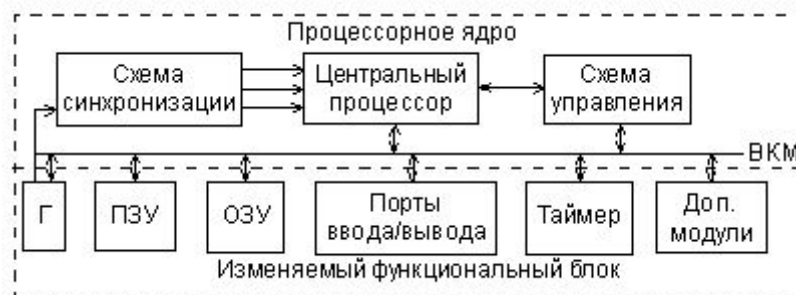 Процессорное ядро
Схема
синхронизации
Центральный
процессор
Схема
управления
ВКМ
Г
ПЗУ
ОЗУ
Порты
ввода/вывода
Таймер
Доп.
модули
Изменяемый функциональный блок